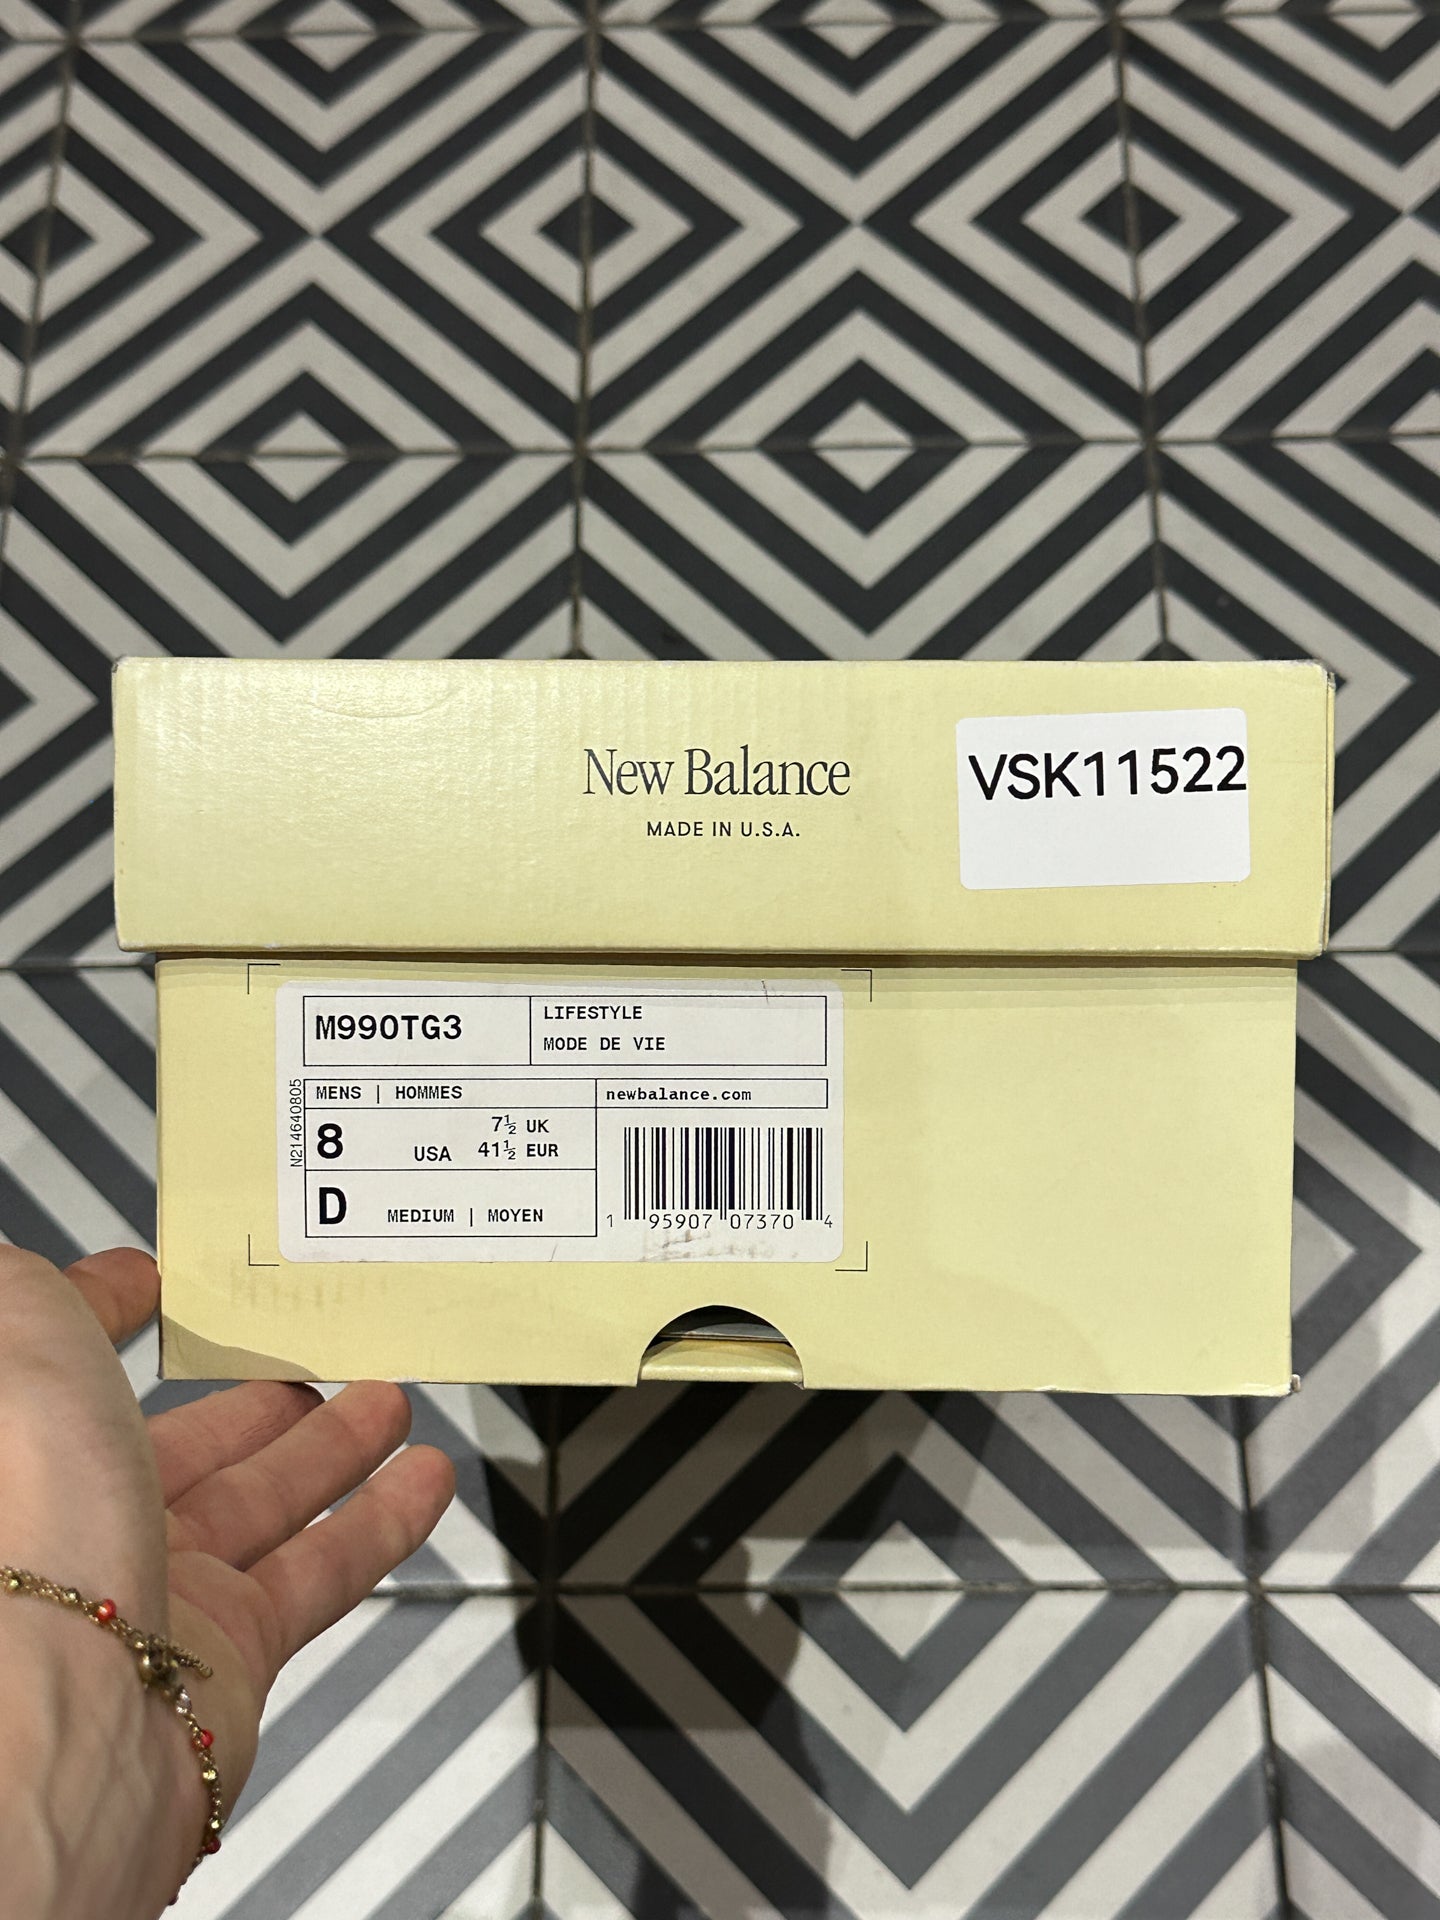 New Balance
MADE IN U.S.A.
VSK11522
M990TG3
LIFESTYLE
MODE DE VIE
N214640805
MENS | HOMMES
newbalance.com
8 USA
7½ UK
41½ EUR
D MEDIUM | MOYEN
1 95907 07370 4